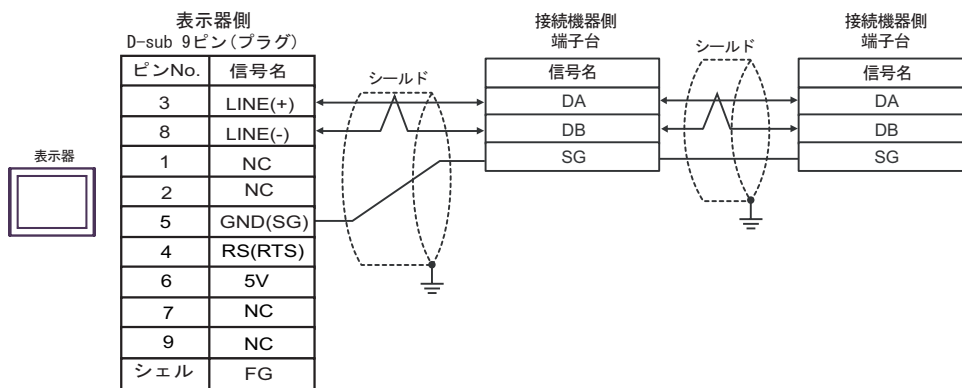 表示器側
D-sub 9ピン(プラグ)
ピンNo. 信号名
3 LINE(+)
8 LINE(-)
1 NC
2 NC
5 GND(SG)
4 RS(RTS)
6 5V
7 NC
9 NC
シェル FG
表示器
シールド
接続機器側
端子台
信号名
DA
DB
SG
シールド
接続機器側
端子台
信号名
DA
DB
SG